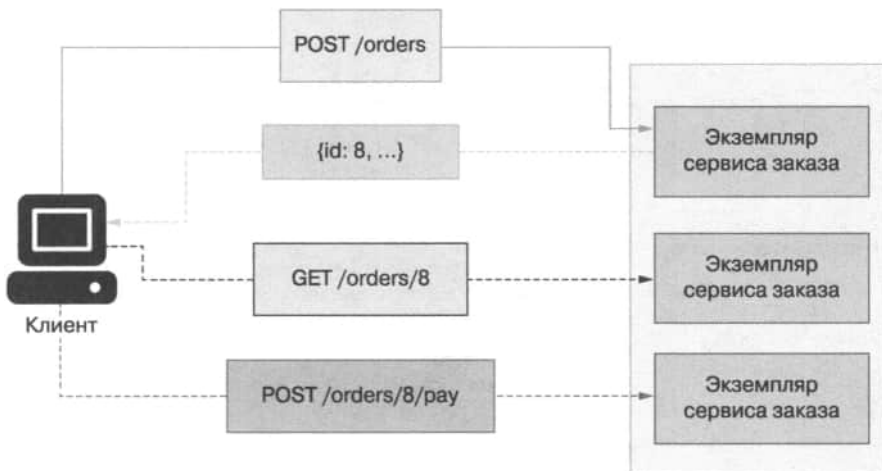 POST /orders
Экземпляр
сервиса заказа
{id: 8, ...}
Экземпляр
сервиса заказа
GET /orders/8
Клиент
Экземпляр
сервиса заказа
POST /orders/8/pay